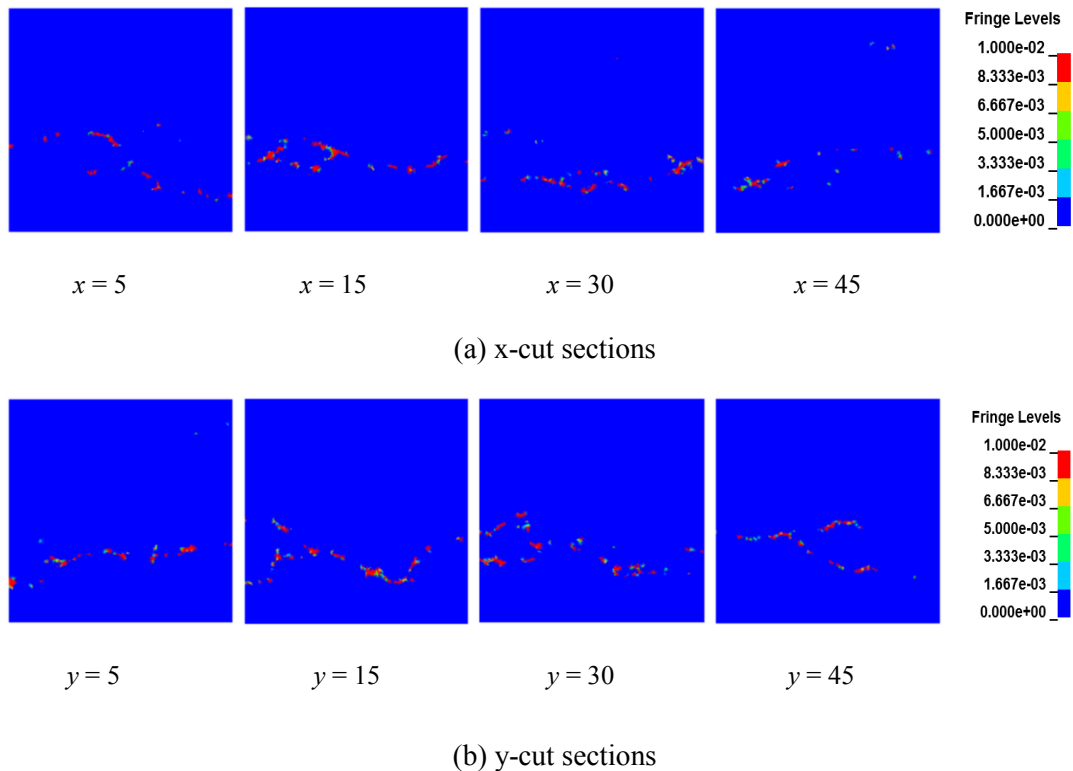 Fringe Levels
1.000e-02
8.333e-03
6.667e-03
5.000e-03
3.333e-03
1.667e-03
0.000e+00
x = 5 x = 15 x = 30 x = 45
(a) x-cut sections
Fringe Levels
1.000e-02
8.333e-03
6.667e-03
5.000e-03
3.333e-03
1.667e-03
0.000e+00
y = 5 y = 15 y = 30 y = 45
(b) y-cut sections